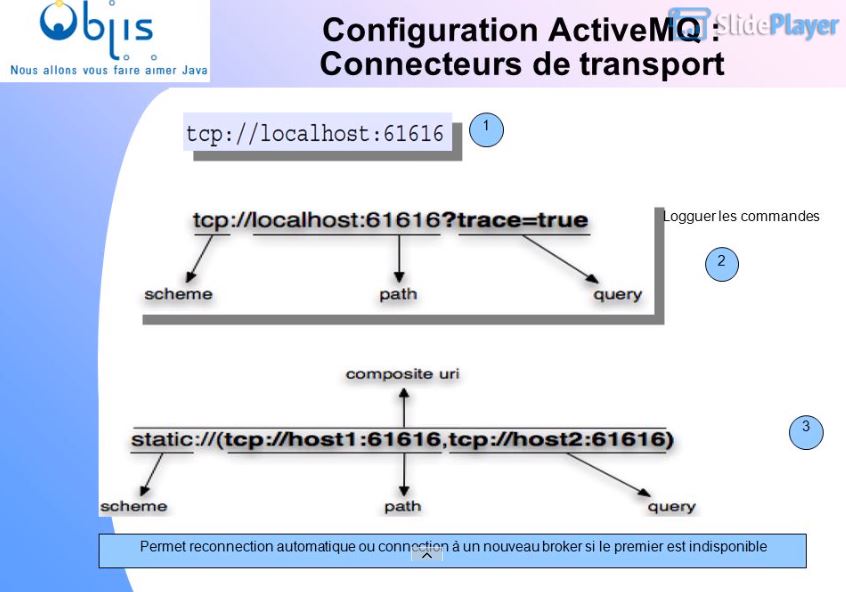 Objis
Nous allons vous faire aimer Java
Configuration ActiveMQ :
Connecteurs de transport
SlidePlayer
tcp://localhost:61616
1
tcp://localhost:61616?trace=true
Logguer les commandes
2
scheme
path
query
composite uri
static://(tcp://host1:61616,tcp://host2:61616)
3
scheme
path
query
Permet reconnection automatique ou connection à un nouveau broker si le premier est indisponible